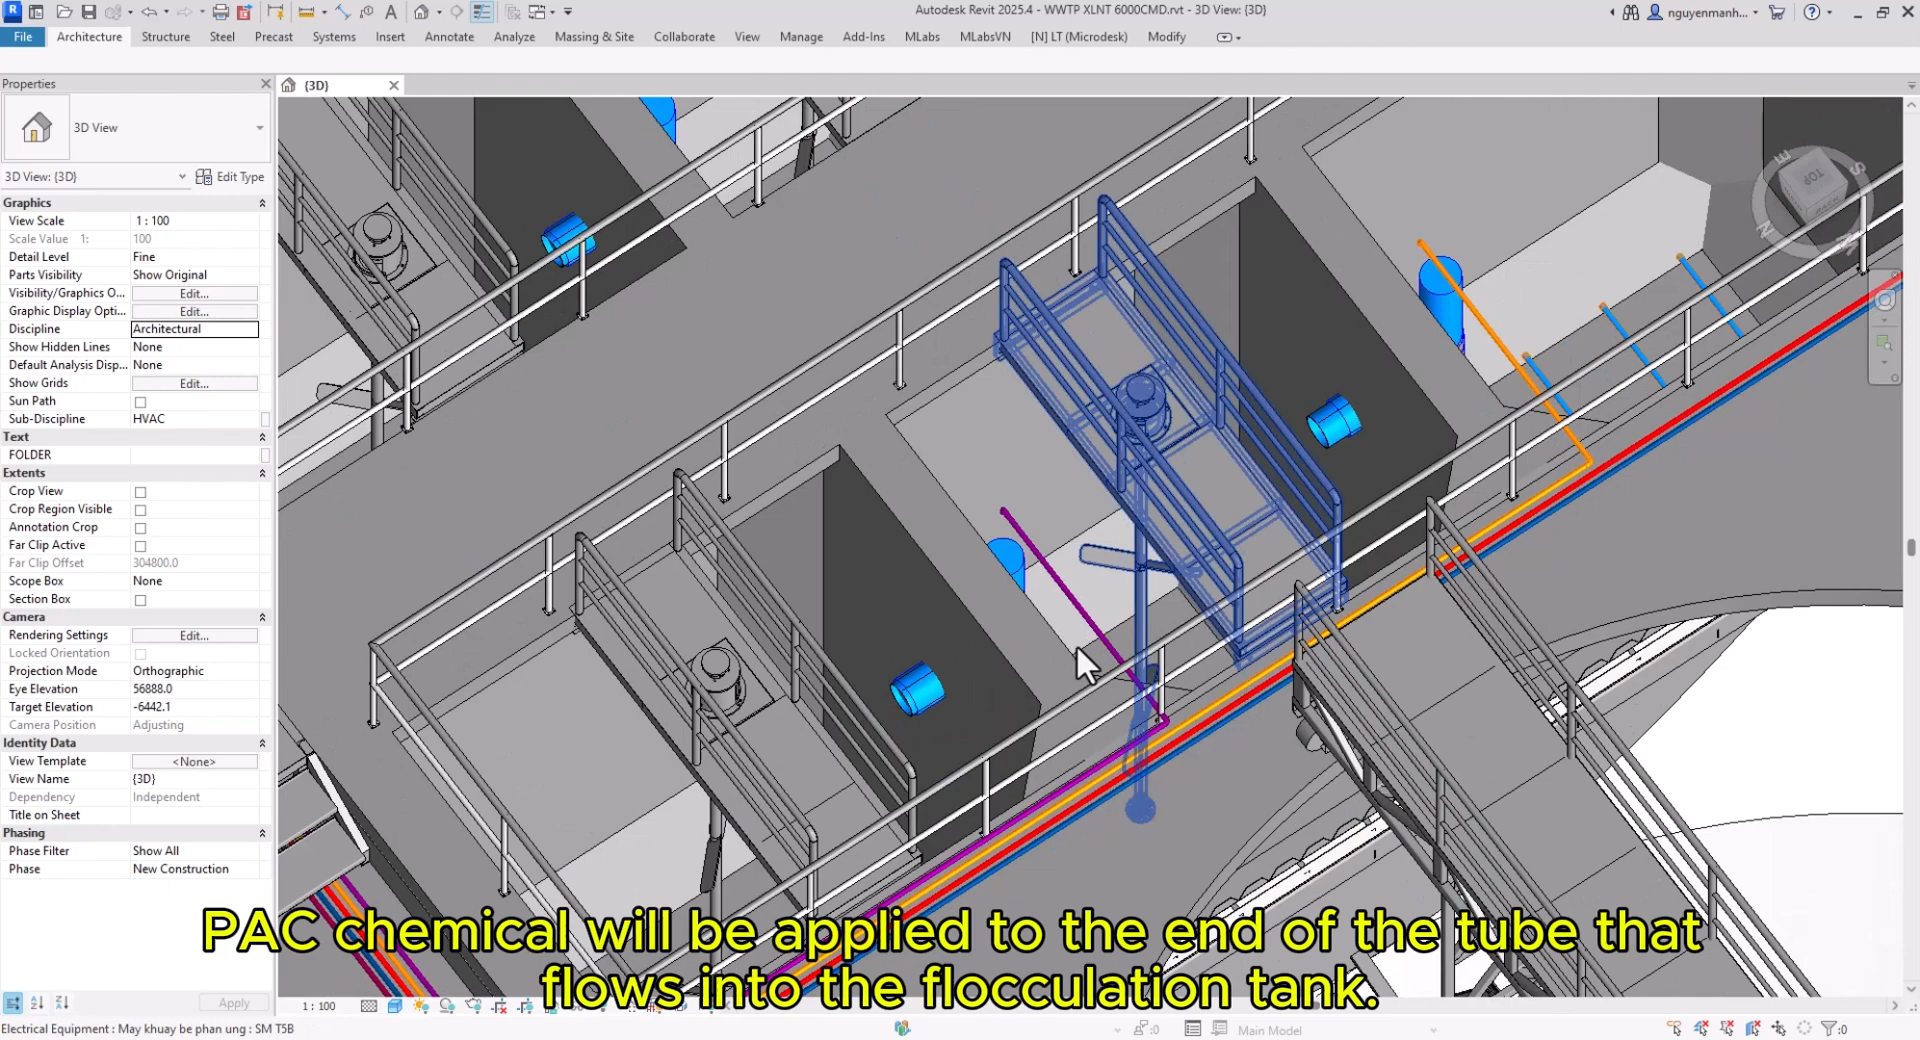 Autodesk Revit 2025.4 - WWTP XLNT 6000CMD.rvt - 3D View: {3D}
nguyenmanh...
File Architecture Structure Steel Precast Systems Insert Annotate Analyze Massing & Site Collaborate View Manage Add-Ins MLabs MLabsVN [N] LT (Microdesk) Modify
Properties
{3D}
3D View
3D View: {3D}
Edit Type
Graphics
View Scale 1 : 100
Scale Value 1: 100
Detail Level Fine
Parts Visibility Show Original
Visibility/Graphics O... Edit...
Graphic Display Opti... Edit...
Discipline Architectural
Show Hidden Lines None
Default Analysis Disp... None
Show Grids Edit...
Sun Path
Sub-Discipline HVAC
Text
FOLDER
Extents
Crop View
Crop Region Visible
Annotation Crop
Far Clip Active
Far Clip Offset 304800.0
Scope Box None
Section Box
Camera
Rendering Settings Edit...
Locked Orientation
Projection Mode Orthographic
Eye Elevation 56888.0
Target Elevation -6442.1
Camera Position Adjusting
Identity Data
View Template <None>
View Name {3D}
Dependency Independent
Title on Sheet
Phasing
Phase Filter Show All
Phase New Construction
TOP
E
S
N
PAC chemical will be applied to the end of the tube that
flows into the flocculation tank.
Apply
1 : 100
Electrical Equipment : May khuay be phan ung : SM T5B
:0
Main Model
:0